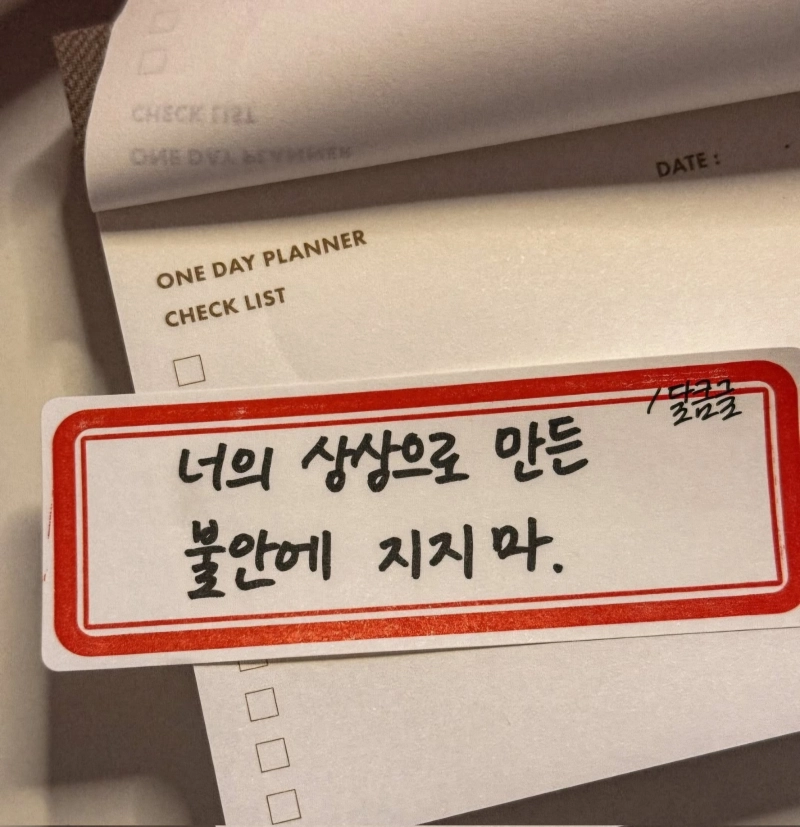 CHECK LIST
ONE DAY PLANNER
DATE :
ONE DAY PLANNER
CHECK LIST
/달콤글
너의 상상으로 만든
불안에 지지 마.